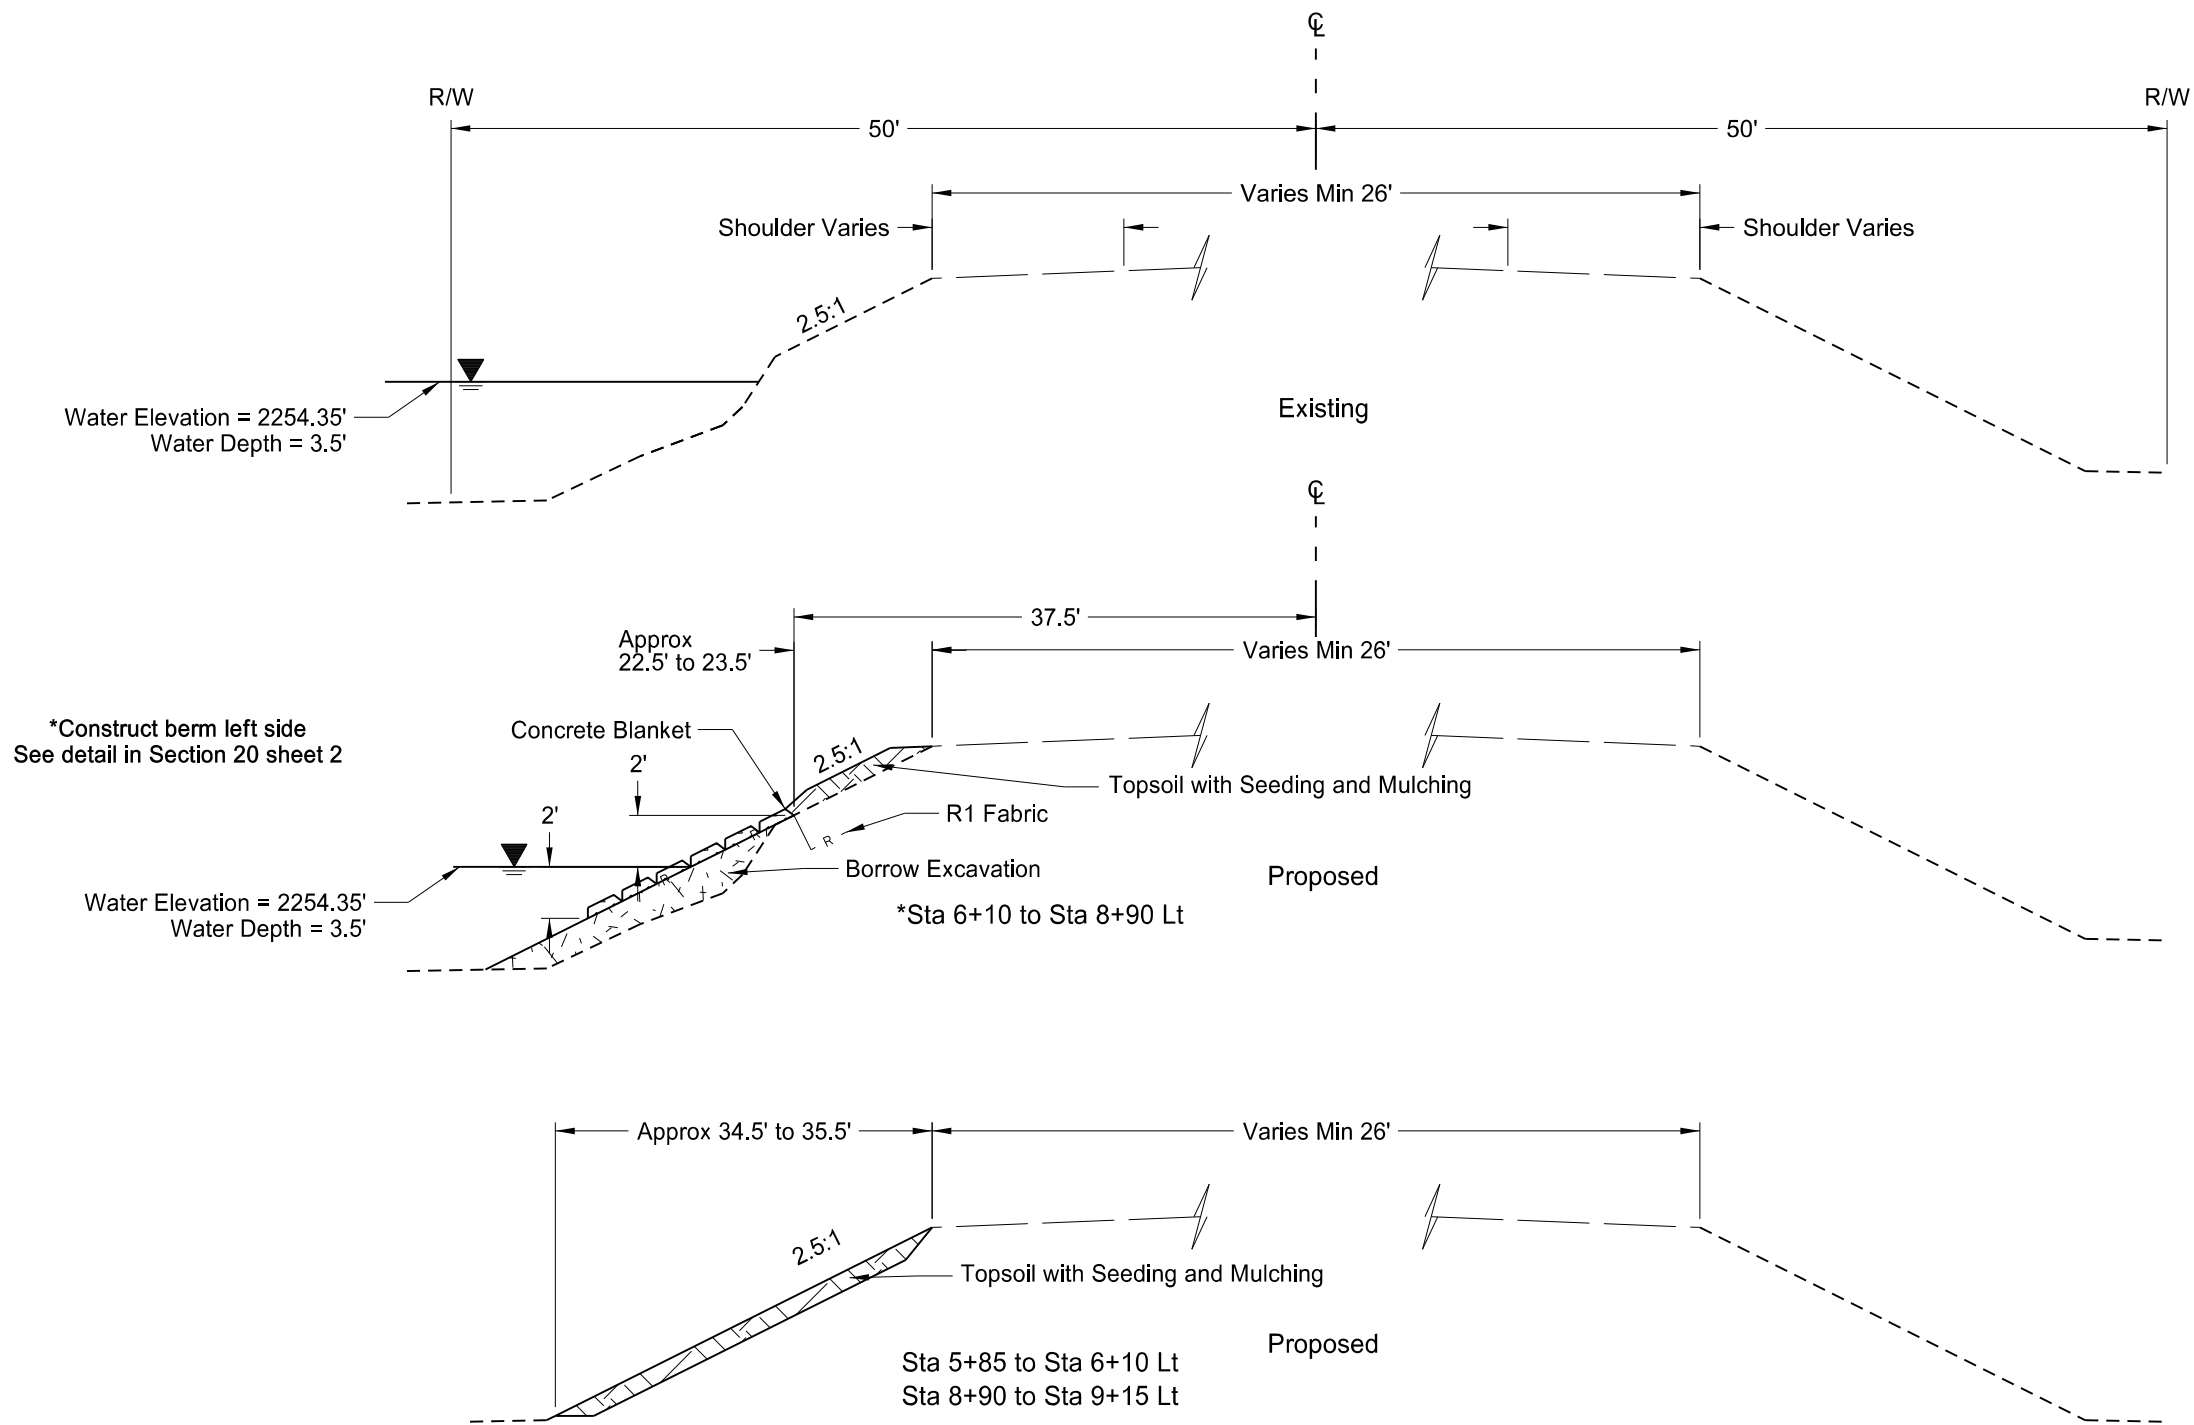 ℄
R/W
R/W
50'
50'
Varies Min 26'
Shoulder Varies
Shoulder Varies
2.5:1
Water Elevation = 2254.35'
Water Depth = 3.5'
Existing
℄
37.5'
Approx
22.5' to 23.5'
Varies Min 26'
*Construct berm left side
See detail in Section 20 sheet 2
Concrete Blanket
2.5:1
2'
Topsoil with Seeding and Mulching
2'
R1 Fabric
R
R
R
Borrow Excavation
Proposed
Water Elevation = 2254.35'
Water Depth = 3.5'
*Sta 6+10 to Sta 8+90 Lt
Approx 34.5' to 35.5'
Varies Min 26'
2.5:1
Topsoil with Seeding and Mulching
Proposed
Sta 5+85 to Sta 6+10 Lt
Sta 8+90 to Sta 9+15 Lt